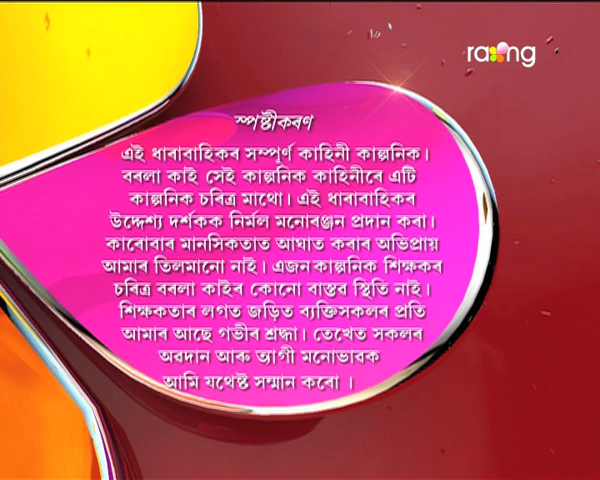 rang
স্পষ্টীকৰণ
এই ধাৰাবাহিকৰ সম্পূৰ্ণ কাহিনী কাল্পনিক।
বৰলা কাই সেই কাল্পনিক কাহিনীৰে এটি
কাল্পনিক চৰিত্ৰ মাথো। এই ধাৰাবাহিকৰ
উদ্দেশ্য দৰ্শকক নিৰ্মল মনোৰঞ্জন প্ৰদান কৰা।
কাৰোবাৰ মানসিকতাত আঘাত কৰাৰ অভিপ্ৰায়
আমাৰ তিলমানো নাই। এজন কাল্পনিক শিক্ষকৰ
চৰিত্ৰ বৰলা কাইৰ কোনো বাস্তৱ স্থিতি নাই।
শিক্ষকতাৰ লগত জড়িত ব্যক্তিসকলৰ প্ৰতি
আমাৰ আছে গভীৰ শ্ৰদ্ধা। তেখেত সকলৰ
অৱদান আৰু ত্যাগী মনোভাৱক
আমি যথেষ্ট সন্মান কৰো ।